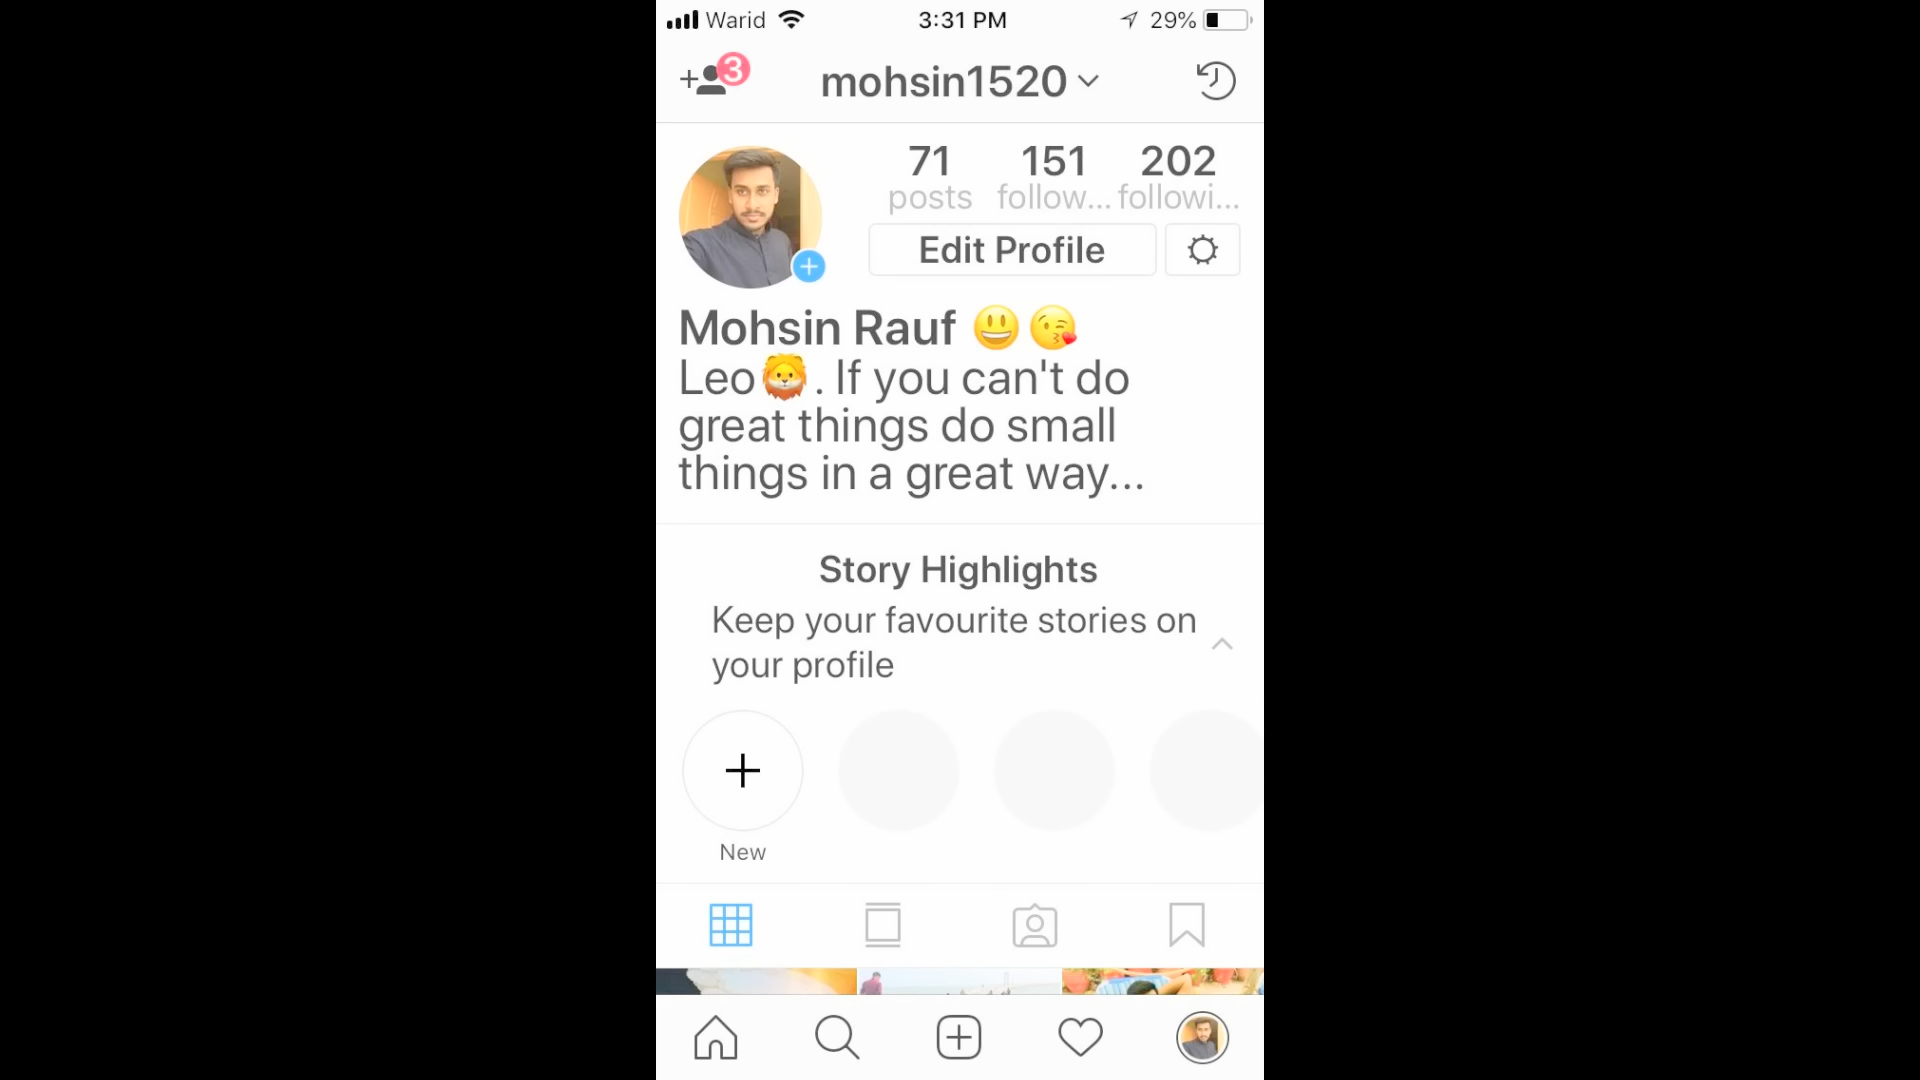 Warid 3:31 PM 29%
3 mohsin1520
71 151 202
posts follow... followi...
Edit Profile
Mohsin Rauf 😃😘
Leo🦁. If you can't do
great things do small
things in a great way...
Story Highlights
Keep your favourite stories on
your profile
New